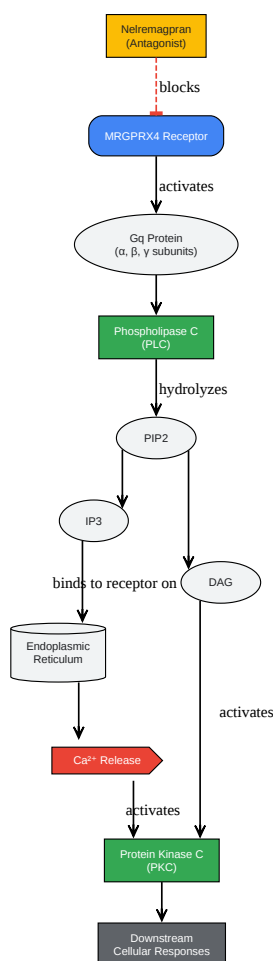 Nelremagpran
(Antagonist)
blocks
MRGPRX4 Receptor
activates
Gq Protein
(α, β, γ subunits)
Phospholipase C
(PLC)
hydrolyzes
PIP2
IP3
binds to receptor on
DAG
Endoplasmic
Reticulum
activates
Ca²⁺ Release
activates
Protein Kinase C
(PKC)
Downstream
Cellular Responses